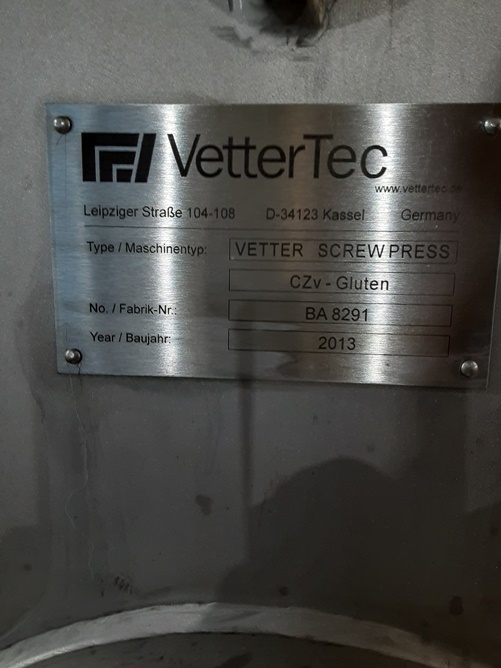 VetterTec
www.vettertec.de
Leipziger Straße 104-108 D-34123 Kassel Germany
Type / Maschinentyp: VETTER SCREW PRESS
CZv - Gluten
No. / Fabrik-Nr.: BA 8291
Year / Baujahr: 2013